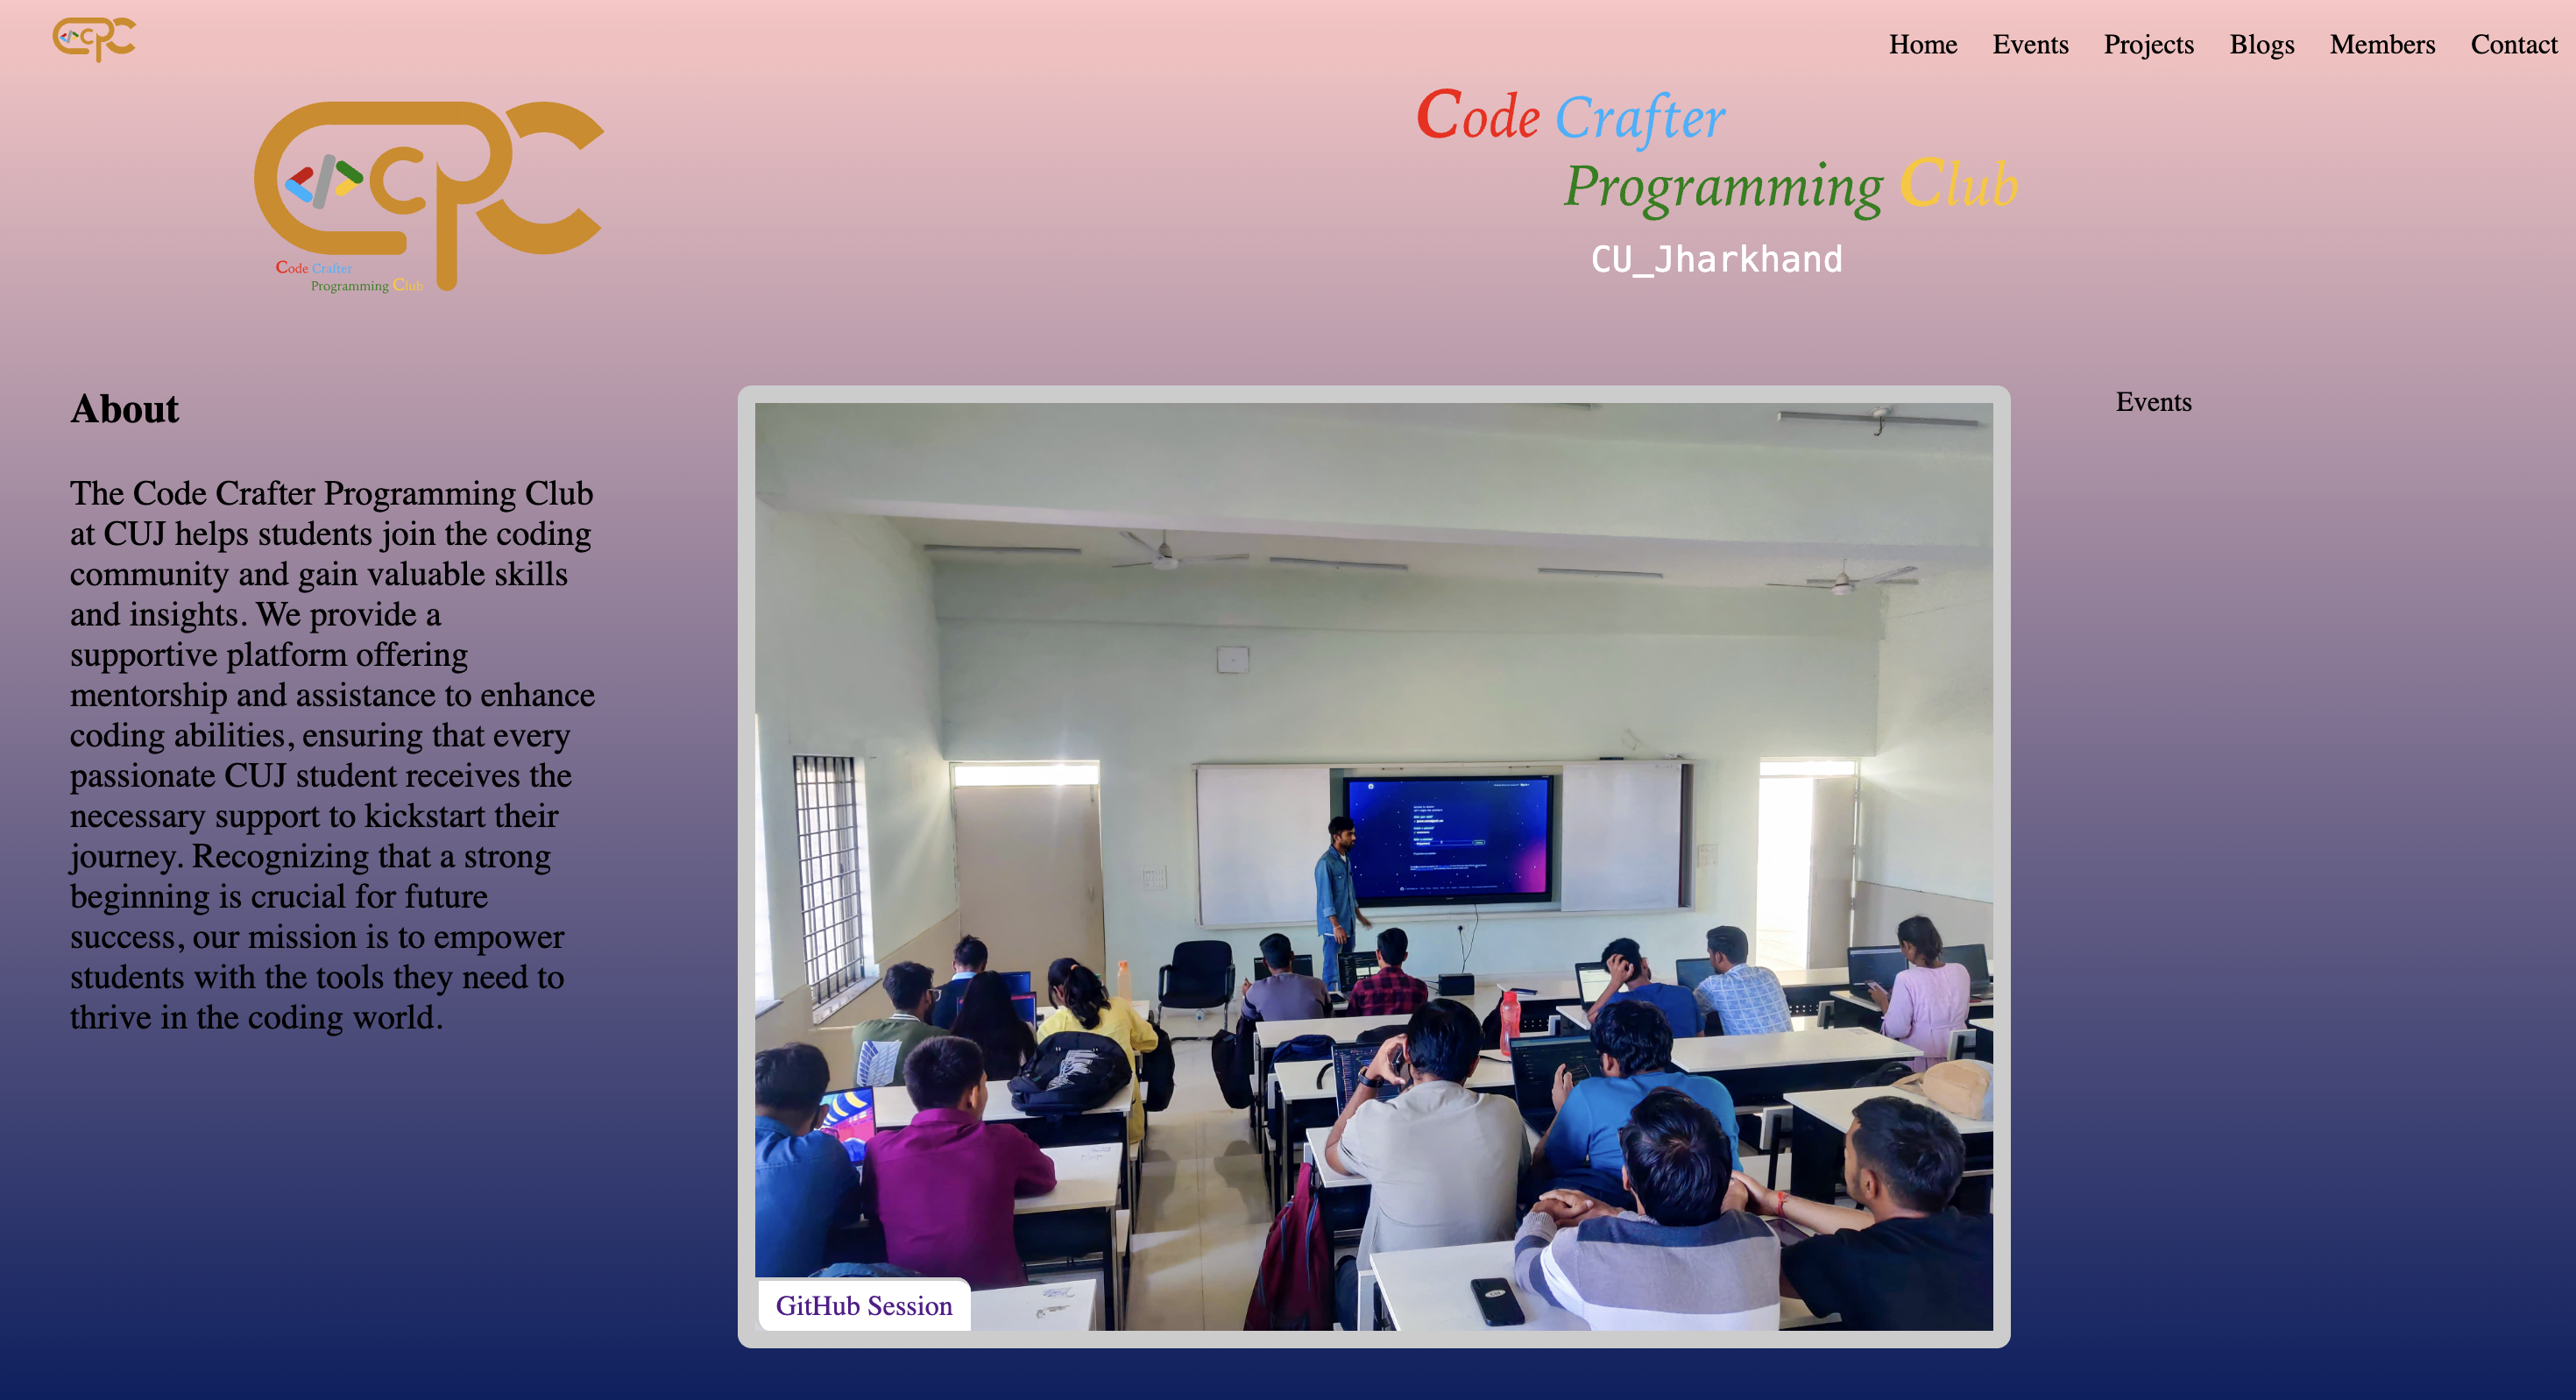 CCPC
Home Events Projects Blogs Members Contact
CCPC
Code Crafter
Programming Club
Code Crafter
Programming Club
CU_Jharkhand
About
The Code Crafter Programming Club
at CUJ helps students join the coding
community and gain valuable skills
and insights. We provide a
supportive platform offering
mentorship and assistance to enhance
coding abilities, ensuring that every
passionate CUJ student receives the
necessary support to kickstart their
journey. Recognizing that a strong
beginning is crucial for future
success, our mission is to empower
students with the tools they need to
thrive in the coding world.
GitHub Session
Events